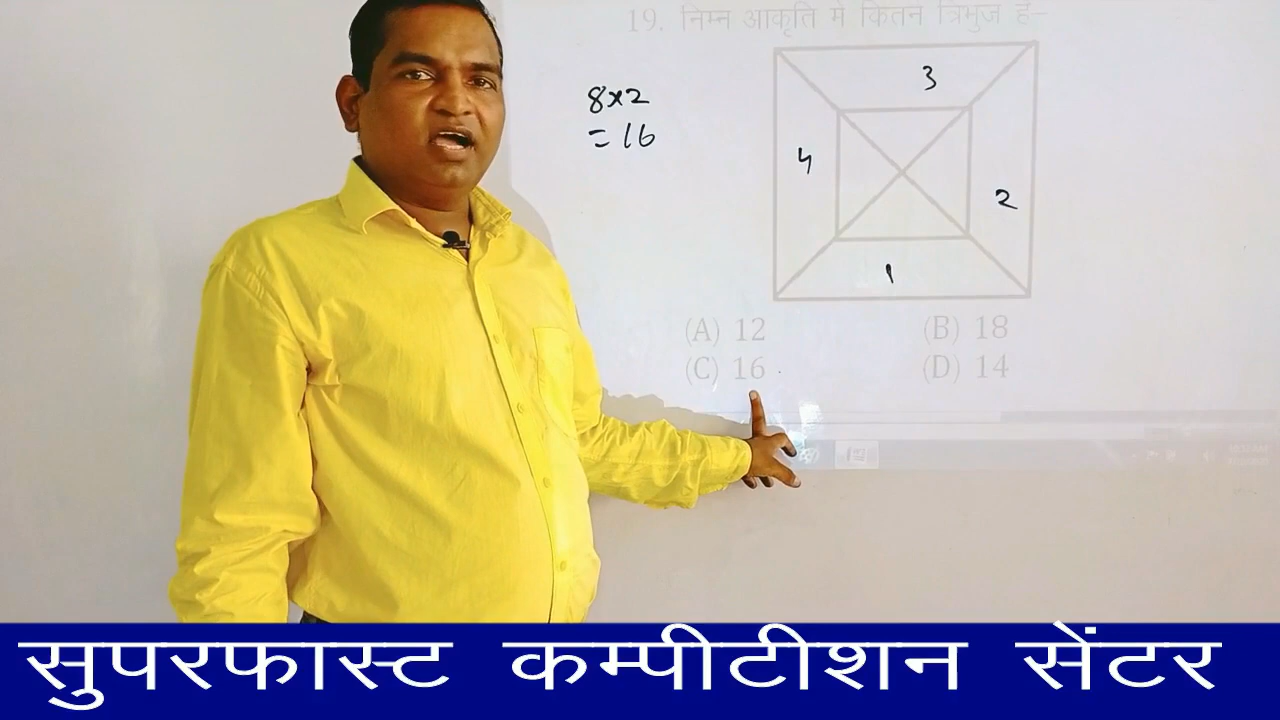 19. निम्न आकृति मे कितने त्रिभुज हैं–
8×2
=16
3
4
2
1
(A) 12 (B) 18
(C) 16 (D) 14
सुपरफास्ट कम्पीटीशन सेंटर